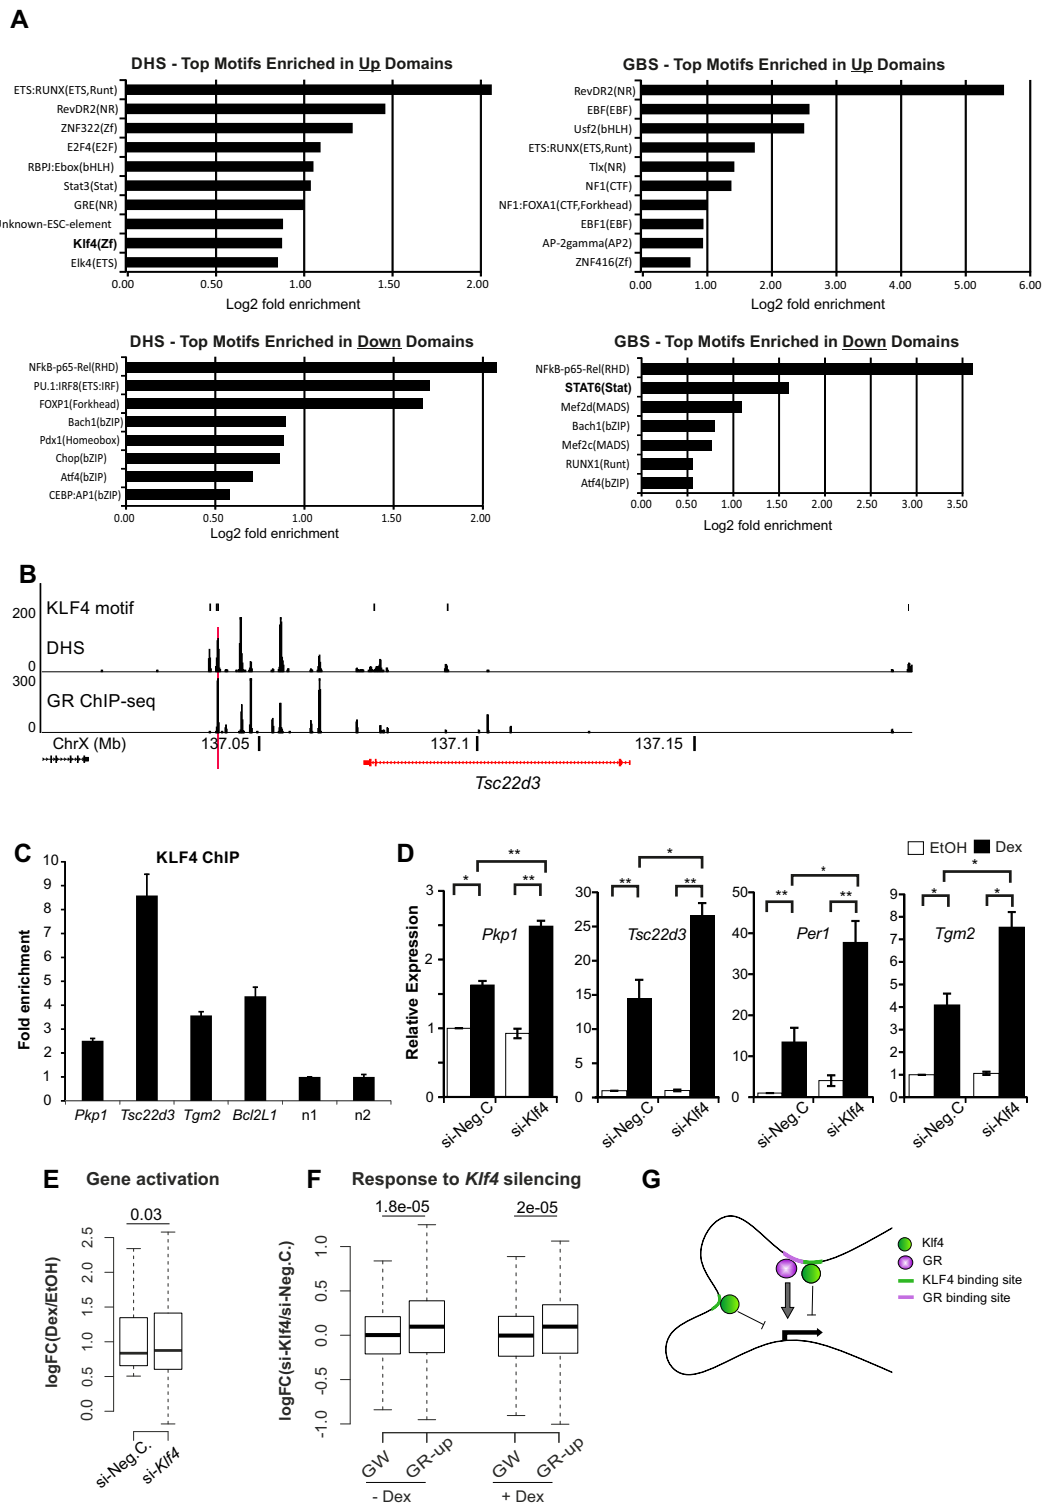 A
DHS - Top Motifs Enriched in Up Domains
ETS:RUNX(ETS,Runt)
RevDR2(NR)
ZNF322(Zf)
E2F4(E2F)
RBPJ:Ebox(bHLH)
Stat3(Stat)
GRE(NR)
Unknown-ESC-element
Klf4(Zf)
Elk4(ETS)
0.00 0.50 1.00 1.50 2.00
Log2 fold enrichment
GBS - Top Motifs Enriched in Up Domains
RevDR2(NR)
EBF(EBF)
Usf2(bHLH)
ETS:RUNX(ETS,Runt)
Tlx(NR)
NF1(CTF)
NF1:FOXA1(CTF,Forkhead)
EBF1(EBF)
AP-2gamma(AP2)
ZNF416(Zf)
0.00 1.00 2.00 3.00 4.00 5.00 6.00
Log2 fold enrichment
DHS - Top Motifs Enriched in Down Domains
NFkB-p65-Rel(RHD)
PU.1:IRF8(ETS:IRF)
FOXP1(Forkhead)
Bach1(bZIP)
Pdx1(Homeobox)
Chop(bZIP)
Atf4(bZIP)
CEBP:AP1(bZIP)
0.00 0.50 1.00 1.50 2.00
Log2 fold enrichment
GBS - Top Motifs Enriched in Down Domains
NFkB-p65-Rel(RHD)
STAT6(Stat)
Mef2d(MADS)
Bach1(bZIP)
Mef2c(MADS)
RUNX1(Runt)
Atf4(bZIP)
0.00 0.50 1.00 1.50 2.00 2.50 3.00 3.50
Log2 fold enrichment
B
KLF4 motif
200
DHS
0
300
GR ChIP-seq
0
ChrX (Mb) 137.05 137.1 137.15
Tsc22d3
C
KLF4 ChIP
Fold enrichment
10
9
8
7
6
5
4
3
2
1
0
Pkp1 Tsc22d3 Tgm2 Bcl2L1 n1 n2
D
EtOH Dex
Relative Expression
** * **
3
2
1
0
Pkp1
si-Neg.C si-Klf4
* ** **
30
25
20
15
10
5
0
Tsc22d3
si-Neg.C si-Klf4
* ** **
50
40
30
20
10
0
Per1
si-Neg.C si-Klf4
* * *
9
8
7
6
5
4
3
2
1
0
Tgm2
si-Neg.C si-Klf4
E
Gene activation
0.03
logFC(Dex/EtOH)
2.5
2.0
1.5
1.0
0.5
0.0
si-Neg.C. si-Klf4
F
Response to Klf4 silencing
1.8e-05 2e-05
logFC(si-Klf4/si-Neg.C.)
1.0
0.5
0.0
-0.5
-1.0
GW GR-up GW GR-up
- Dex + Dex
G
Klf4
GR
KLF4 binding site
GR binding site